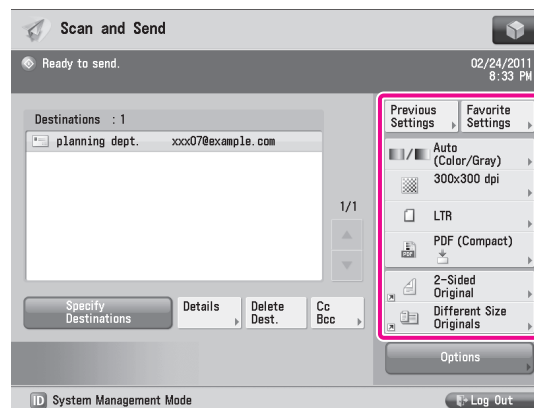 Scan and Send
Ready to send.
02/24/2011
8:33 PM
Destinations : 1
planning dept. xxx07@example.com
1/1
Specify
Destinations
Details
Delete
Dest.
Cc
Bcc
Previous
Settings
Favorite
Settings
Auto
(Color/Gray)
300x300 dpi
LTR
PDF
PDF (Compact)
2-Sided
Original
Different Size
Originals
Options
ID System Management Mode
Log Out